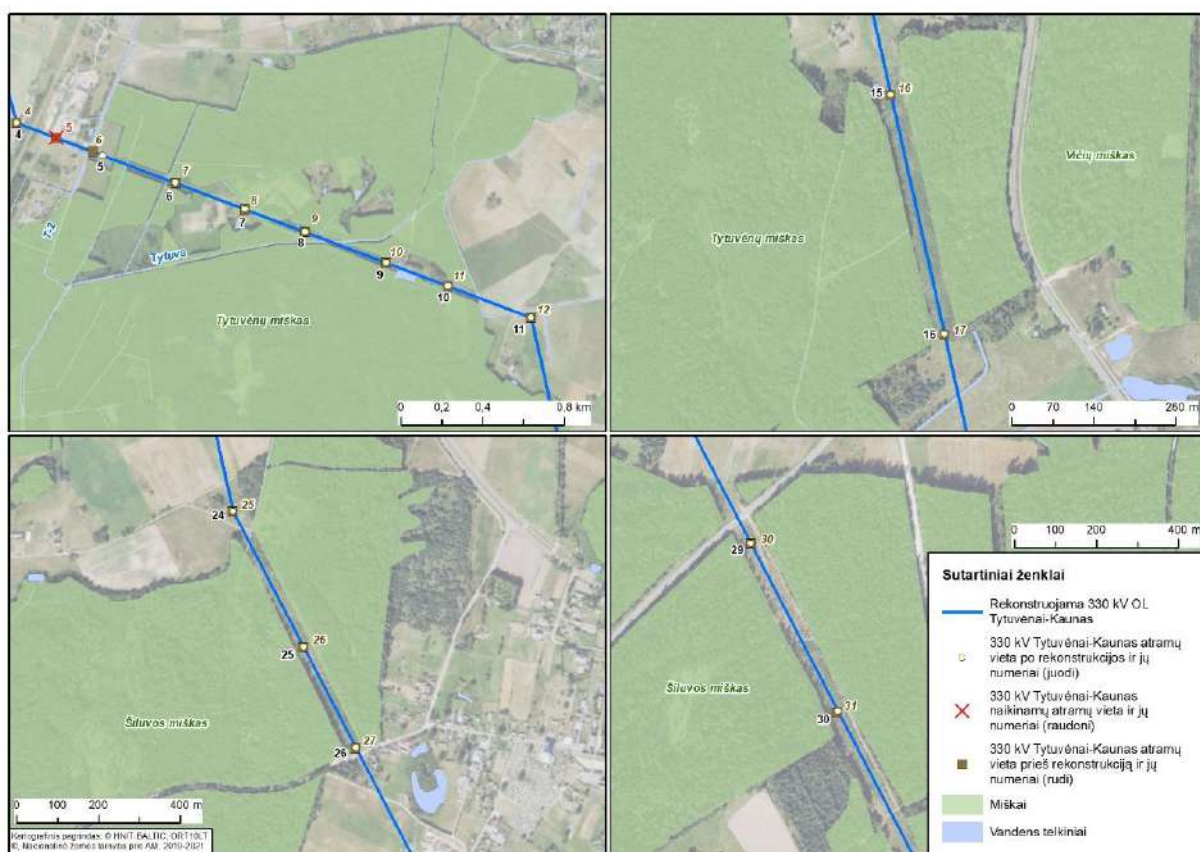 4
4
5
6
5
7
6
8
7
9
8
10
9
11
10
12
11
T-2
Tytuva
Tytuvėnų miškas
0 0,2 0,4 0,8 km
15
16
Vičių miškas
Tytuvėnų miškas
16
17
0 70 140 280 m
24
25
26
25
Šiluvos miškas
27
26
0 100 200 400 m
Kartografinis pagrindas: © HNIT-BALTIC, ORT10LT
©, Nacionalinė žemės tarnyba prie AM, 2019-2021
30
29
Šiluvos miškas
31
30
0 100 200 400 m
Sutartiniai ženklai
Rekonstruojama 330 kV OL
Tytuvėnai-Kaunas
330 kV Tytuvėnai-Kaunas atramų
vieta po rekonstrukcijos ir jų
numeriai (juodi)
330 kV Tytuvėnai-Kaunas
naikinamų atramų vieta ir jų
numeriai (raudoni)
330 kV Tytuvėnai-Kaunas atramų
vieta prieš rekonstrukciją ir jų
numeriai (rudi)
Miškai
Vandens telkiniai